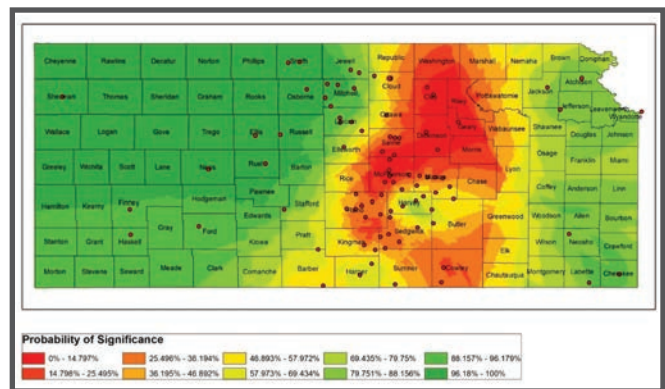 Cheyenne Rawlins Decatur Norton Phillips Smith Jewell Republic Washington Marshall Nemaha Brown Doniphan
Sherman Thomas Sheridan Graham Rooks Osborne Mitchell Cloud Clay Riley Pottawatomie Jackson Atchison
Jefferson Leavenworth Wyandotte
Wallace Logan Gove Trego Ellis Russell Ottawa Dickinson Geary Wabaunsee Shawnee Douglas Johnson
Ellsworth Saline Morris Osage Franklin Miami
Greeley Wichita Scott Lane Ness Rush Barton Rice McPherson Marion Chase Lyon Coffey Anderson Linn
Hamilton Kearny Finney Hodgeman Pawnee Stafford Harvey Greenwood Woodson Allen Bourbon
Gray Ford Edwards
Stanton Grant Haskell Kiowa Pratt Kingman Sedgwick Butler Elk Wilson Neosho Crawford
Morton Stevens Seward Meade Clark Comanche Barber Harper Sumner Cowley Chautauqua Montgomery Labette Cherokee
Probability of Significance
0% - 14.797% 25.496% - 36.194% 46.893% - 57.972% 69.435% - 79.75% 88.157% - 96.179%
14.798% - 25.495% 36.195% - 46.892% 57.973% - 69.434% 79.751% - 88.156% 96.18% - 100%